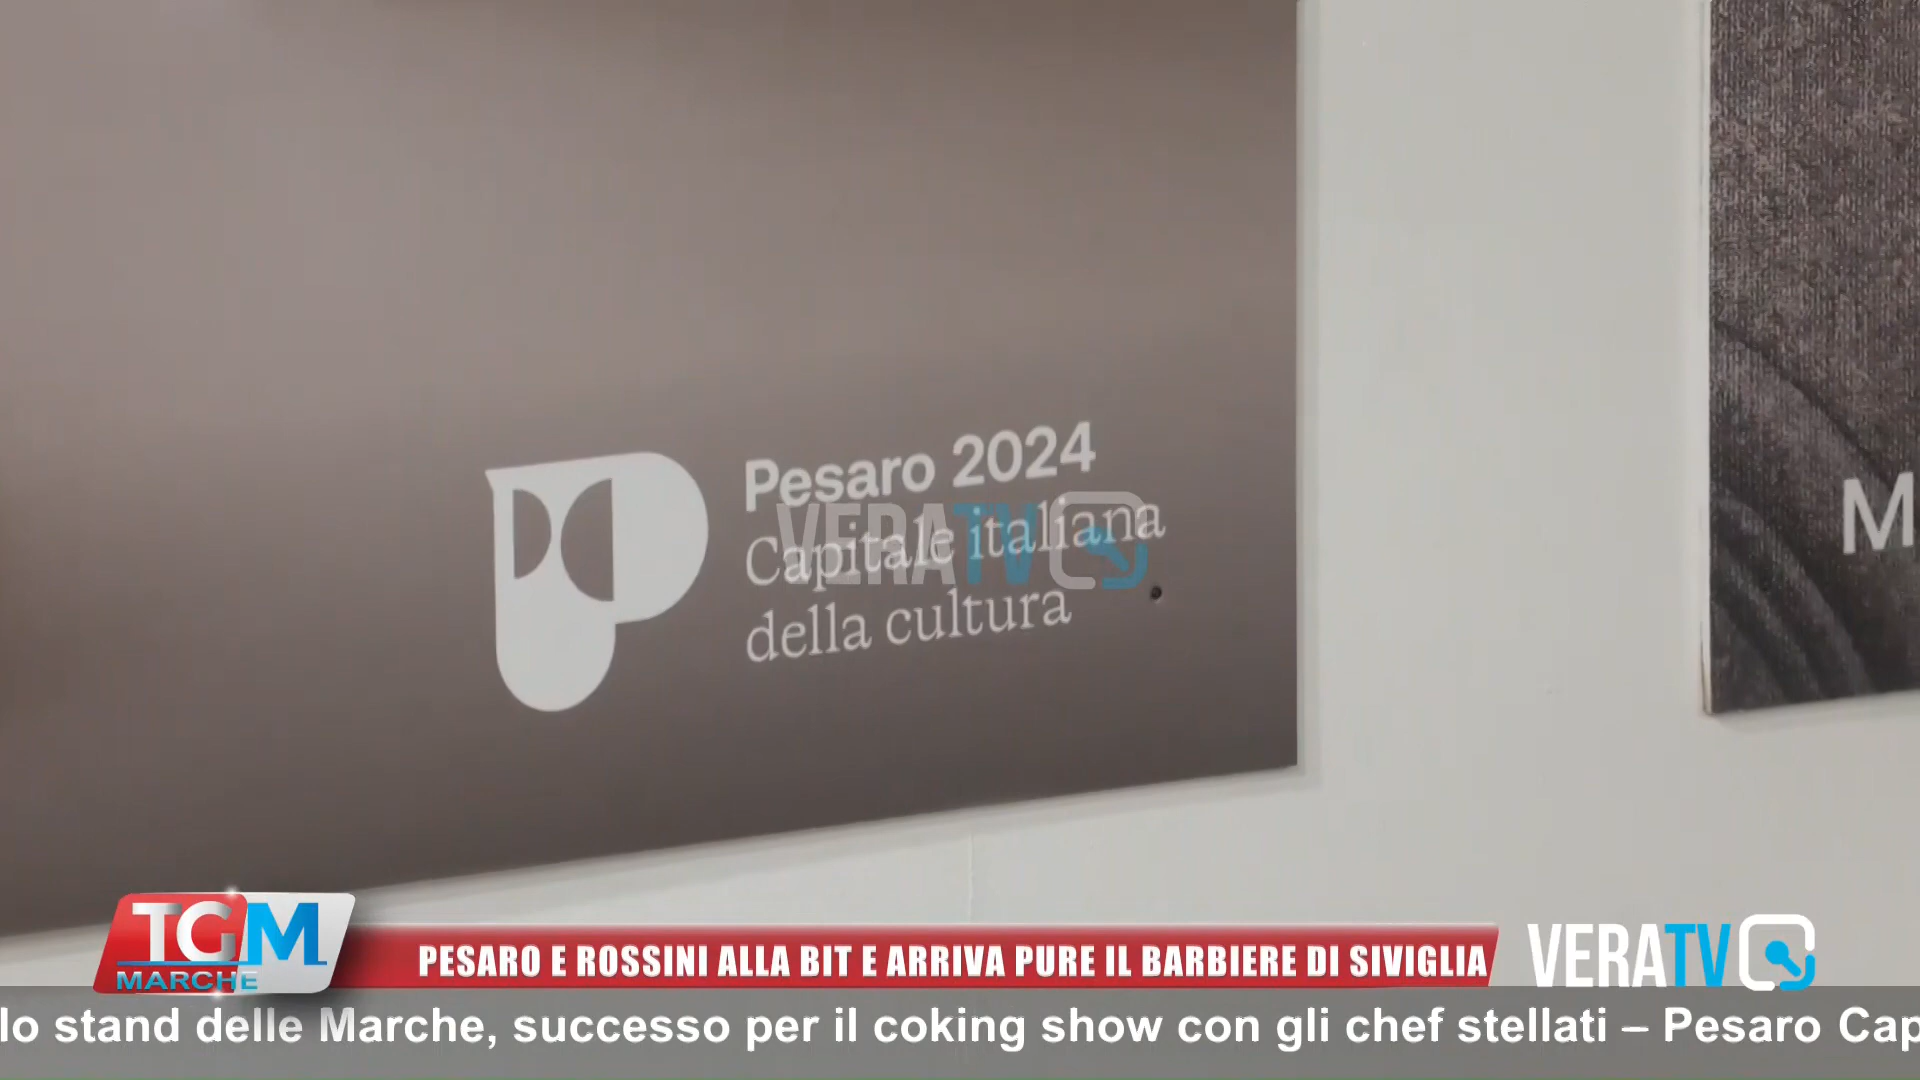 Pesaro 2024
Capitale italiana
della cultura
VERATV
M
TGM
MARCHE
PESARO E ROSSINI ALLA BIT E ARRIVA PURE IL BARBIERE DI SIVIGLIA
VERATV
lo stand delle Marche, successo per il coking show con gli chef stellati – Pesaro Cap